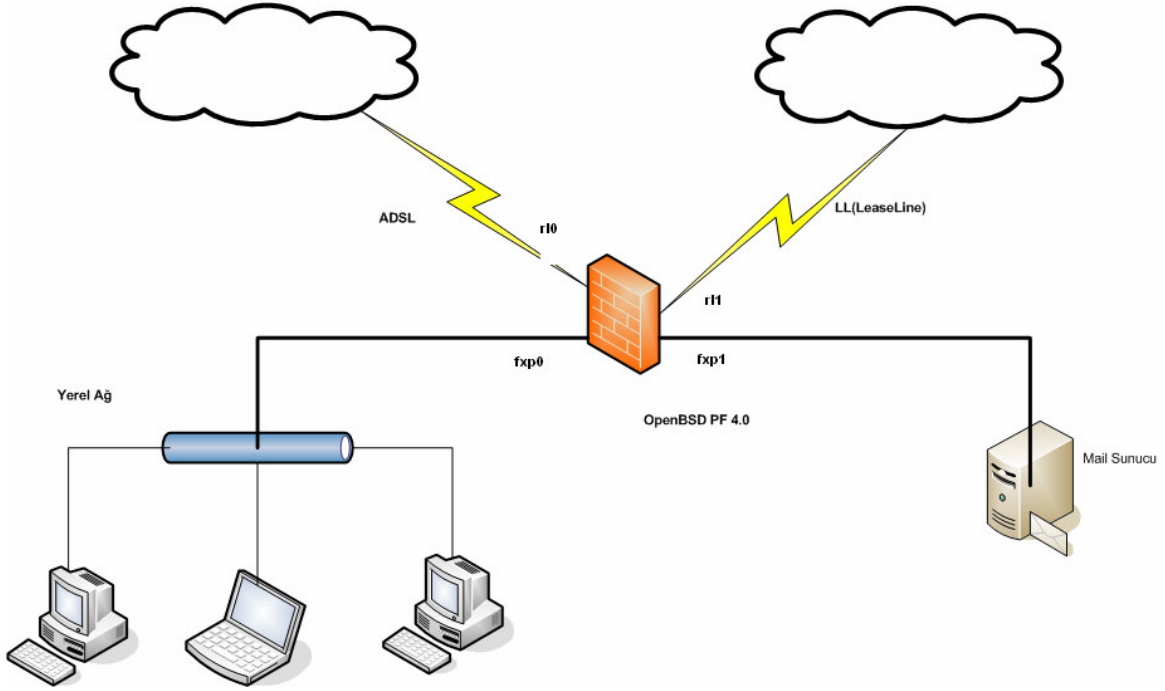 ADSL
rl0
LL(LeaseLine)
rl1
fxp0
fxp1
Yerel Ağ
OpenBSD PF 4.0
Mail Sunucu